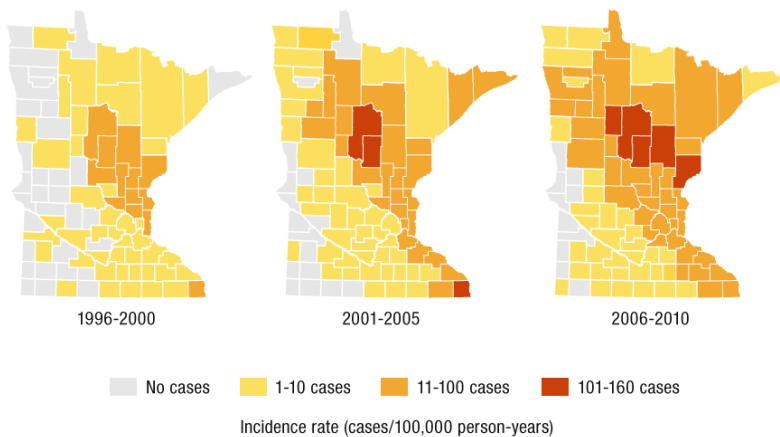 1996-2000 2001-2005 2006-2010
No cases 1-10 cases 11-100 cases 101-160 cases
Incidence rate (cases/100,000 person-years)